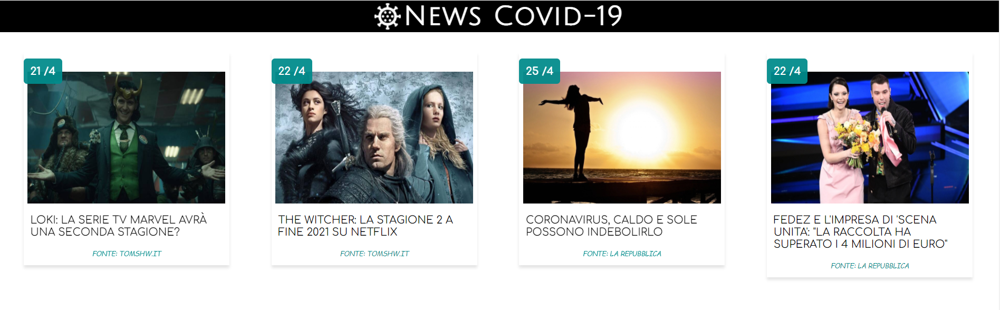 News Covid-19
21 /4
LOKI: LA SERIE TV MARVEL AVRÀ
UNA SECONDA STAGIONE?
FONTE: TOMSHW.IT
22 /4
THE WITCHER: LA STAGIONE 2 A
FINE 2021 SU NETFLIX
FONTE: TOMSHW.IT
25 /4
CORONAVIRUS, CALDO E SOLE
POSSONO INDEBOLIRLO
FONTE: LA REPUBBLICA
22 /4
FEDEZ E L'IMPRESA DI 'SCENA
UNITA': "LA RACCOLTA HA
SUPERATO I 4 MILIONI DI EURO"
FONTE: LA REPUBBLICA